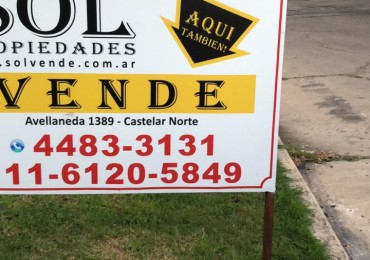 SOL
AQUI
TAMBIEN!
OPIEDADES
.solvende.com.ar
VENDE
Avellaneda 1389 - Castelar Norte
4483-3131
11-6120-5849